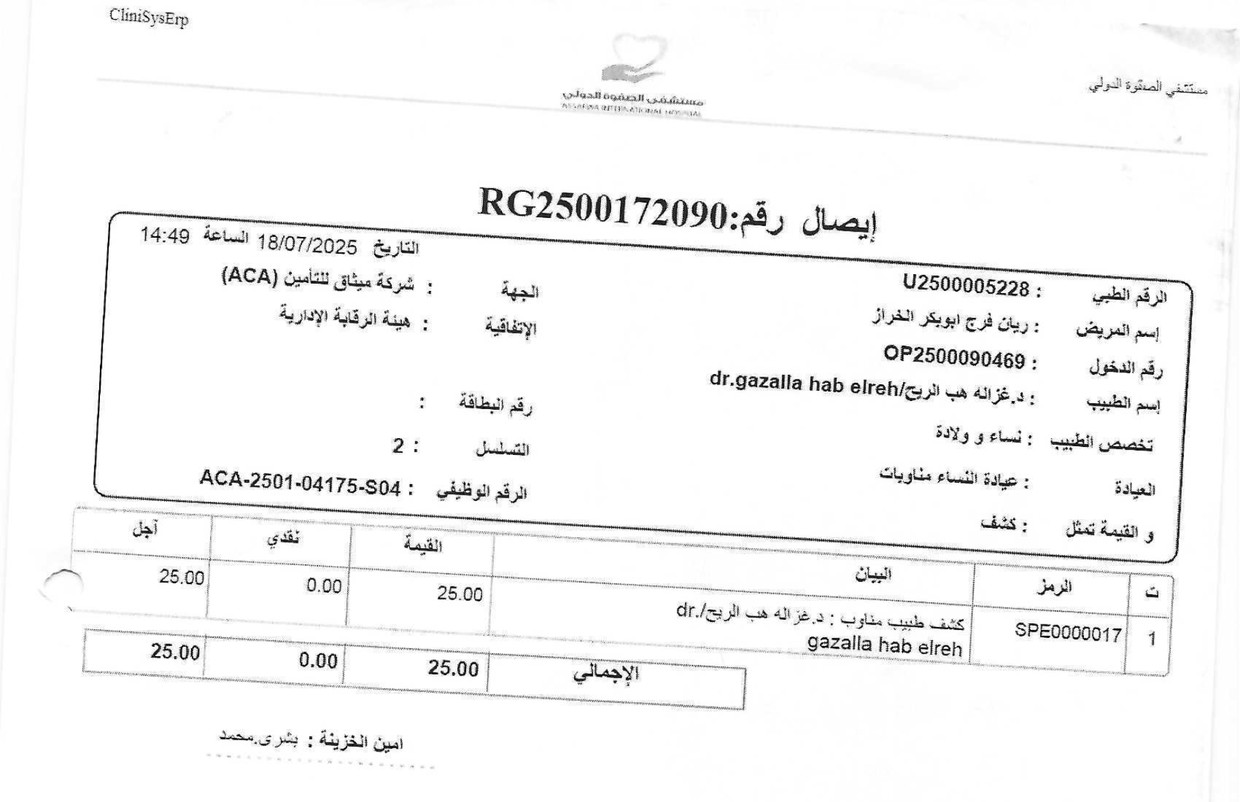 CliniSysErp
مستشفي الصفوة الدولي
مستشفى الصفوة الدولي
ASSAFWA INTERNATIONAL HOSPITAL
إيصال رقم:RG2500172090
التاريخ 18/07/2025 الساعة 14:49
الرقم الطبي : U2500005228
الجهة : شركة ميثاق للتأمين (ACA)
إسم المريض : ريان فرج ابوبكر الخراز
الإتفاقية : هيئة الرقابة الإدارية
رقم الدخول : OP2500090469
إسم الطبيب : د.غزاله هب الريح/dr.gazalla hab elreh
رقم البطاقة :
تخصص الطبيب : نساء و ولادة
التسلسل : 2
العيادة : عيادة النساء مناوبات
الرقم الوظيفي : ACA-2501-04175-S04
و القيمة تمثل : كشف
ت الرمز البيان القيمة نقدي آجل
1 SPE0000017 كشف طبيب مناوب : د.غزاله هب الريح/.dr 25.00 0.00 25.00
gazalla hab elreh
الإجمالي 25.00 0.00 25.00
امين الخزينة : بشرى.محمد